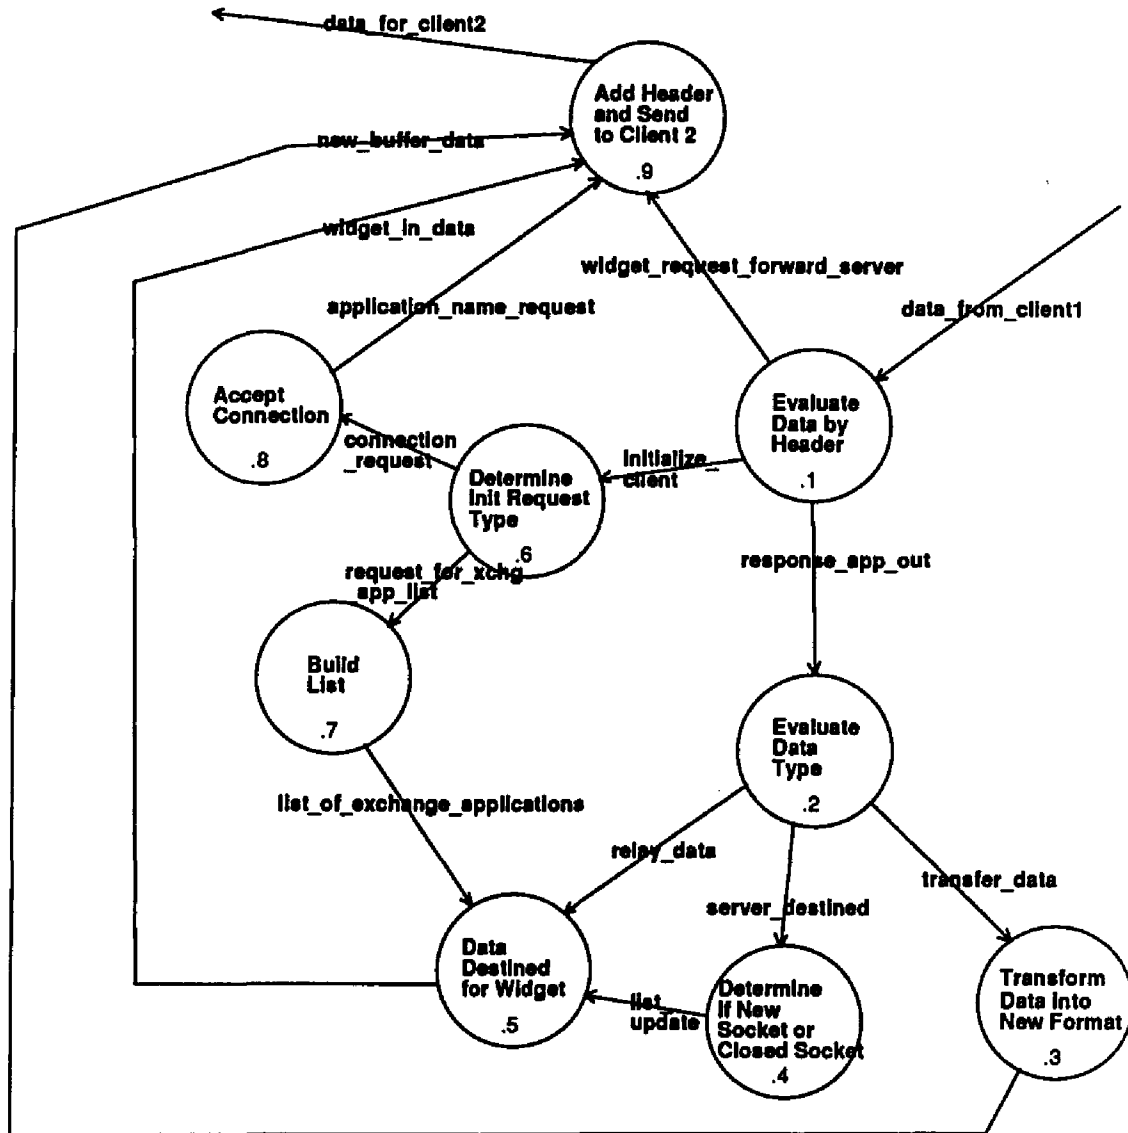 data_for_client2
Add Header
and Send
to Client 2
.9
new_buffer_data
widget_in_data
widget_request_forward_server
application_name_request
data_from_client1
Accept
Connection
.8
Evaluate
Data by
Header
.1
connection
_request
initialize_
client
Determine
Init Request
Type
.6
request_for_xchg
_app_list
response_app_out
Build
List
.7
Evaluate
Data
Type
.2
list_of_exchange_applications
relay_data
transfer_data
server_destined
Data
Destined
for Widget
.5
list_
update
Determine
If New
Socket or
Closed Socket
.4
Transform
Data into
New Format
.3